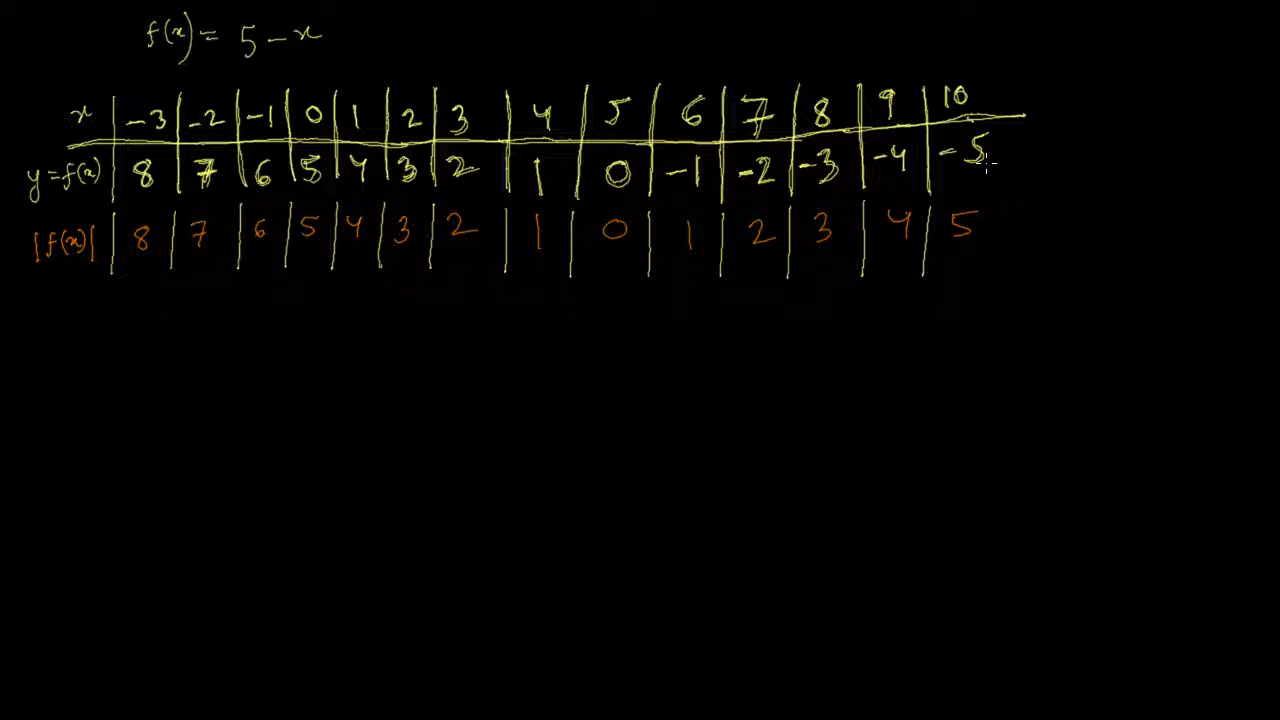 f(x) = 5 - x
x | -3 | -2 | -1 | 0 | 1 | 2 | 3 | 4 | 5 | 6 | 7 | 8 | 9 | 10
y = f(x) | 8 | 7 | 6 | 5 | 4 | 3 | 2 | 1 | 0 | -1 | -2 | -3 | -4 | -5
|f(x)| | 8 | 7 | 6 | 5 | 4 | 3 | 2 | 1 | 0 | 1 | 2 | 3 | 4 | 5